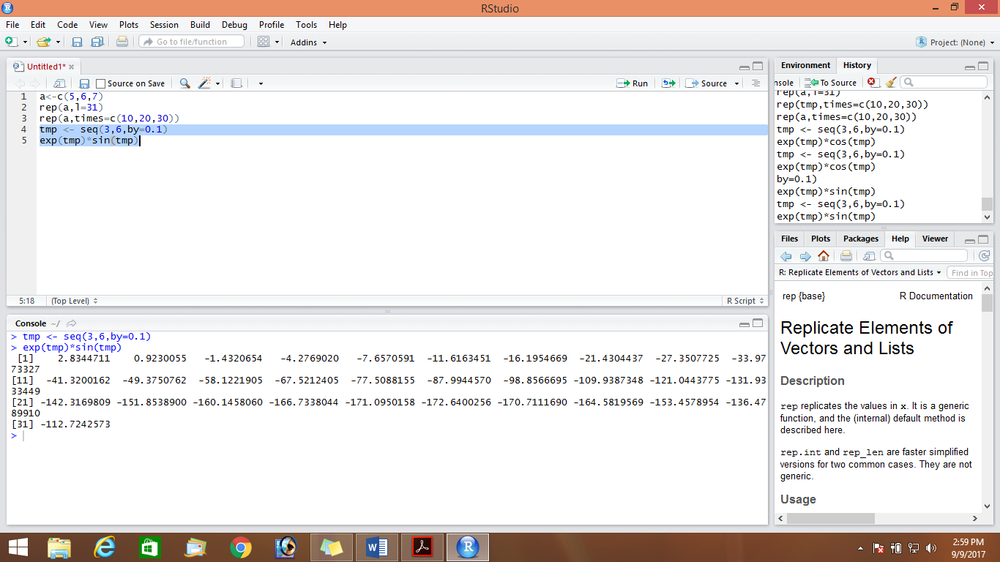 RStudio
File Edit Code View Plots Session Build Debug Profile Tools Help
Go to file/function Addins Project: (None)
Untitled1*
Source on Save Run Source
1 a<-c(5,6,7)
2 rep(a,l=31)
3 rep(a,times=c(10,20,30))
4 tmp <- seq(3,6,by=0.1)
5 exp(tmp)*sin(tmp)
5:18 (Top Level) R Script
Console ~/
> tmp <- seq(3,6,by=0.1)
> exp(tmp)*sin(tmp)
[1] 2.8344711 0.9230055 -1.4320654 -4.2769020 -7.6570591 -11.6163451 -16.1954669 -21.4304437 -27.3507725 -33.97
73327
[11] -41.3200162 -49.3750762 -58.1221905 -67.5212405 -77.5088155 -87.9944570 -98.8566695 -109.9387348 -121.0443775 -131.93
33449
[21] -142.3169809 -151.8538900 -160.1458060 -166.7338044 -171.0950158 -172.6400256 -170.7111690 -164.5819569 -153.4578954 -136.47
89910
[31] -112.7242573
>
Environment History
nsole To Source
rep(a,l=31)
rep(tmp,times=c(10,20,30))
rep(a,times=c(10,20,30))
tmp <- seq(3,6,by=0.1)
exp(tmp)*cos(tmp)
tmp <- seq(3,6,by=0.1)
exp(tmp)*cos(tmp)
by=0.1)
exp(tmp)*sin(tmp)
tmp <- seq(3,6,by=0.1)
exp(tmp)*sin(tmp)
Files Plots Packages Help Viewer
R: Replicate Elements of Vectors and Lists Find in Top
rep {base} R Documentation
Replicate Elements of
Vectors and Lists
Description
rep replicates the values in x. It is a generic
function, and the (internal) default method is
described here.
rep.int and rep_len are faster simplified
versions for two common cases. They are not
generic.
Usage
2:59 PM
9/9/2017